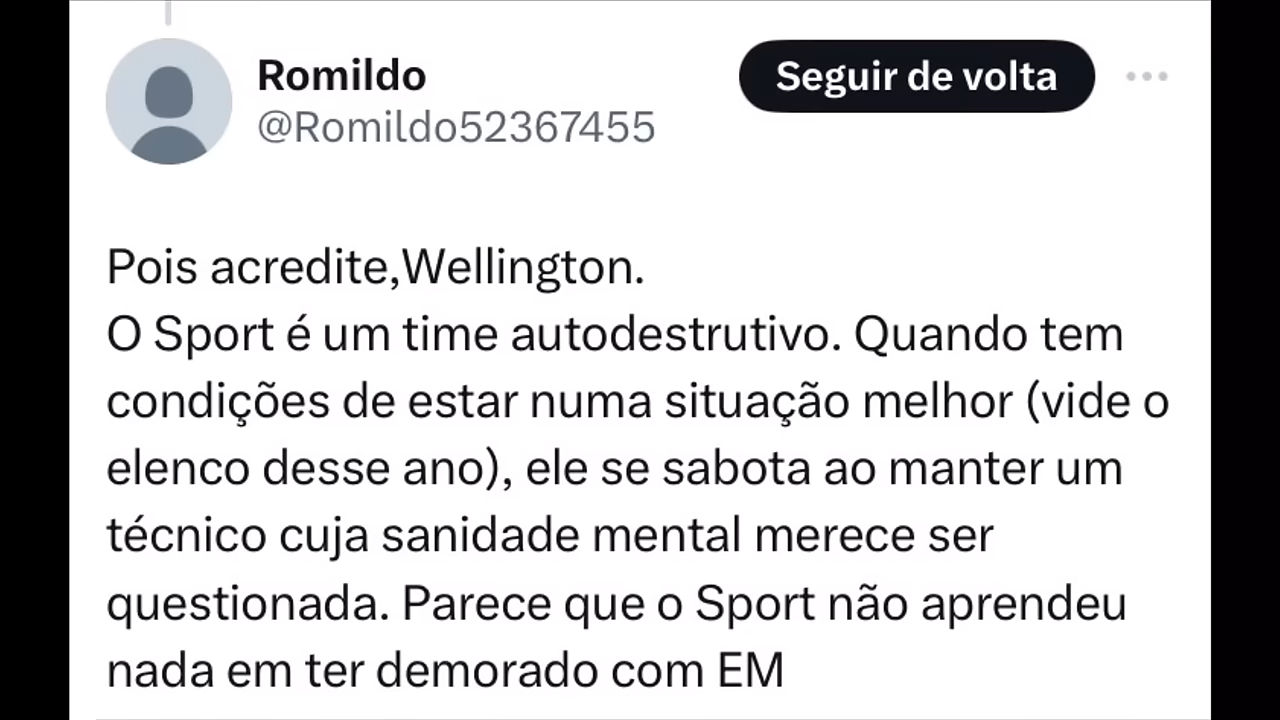 Romildo
Seguir de volta
@Romildo52367455
Pois acredite,Wellington.
O Sport é um time autodestrutivo. Quando tem
condições de estar numa situação melhor (vide o
elenco desse ano), ele se sabota ao manter um
técnico cuja sanidade mental merece ser
questionada. Parece que o Sport não aprendeu
nada em ter demorado com EM